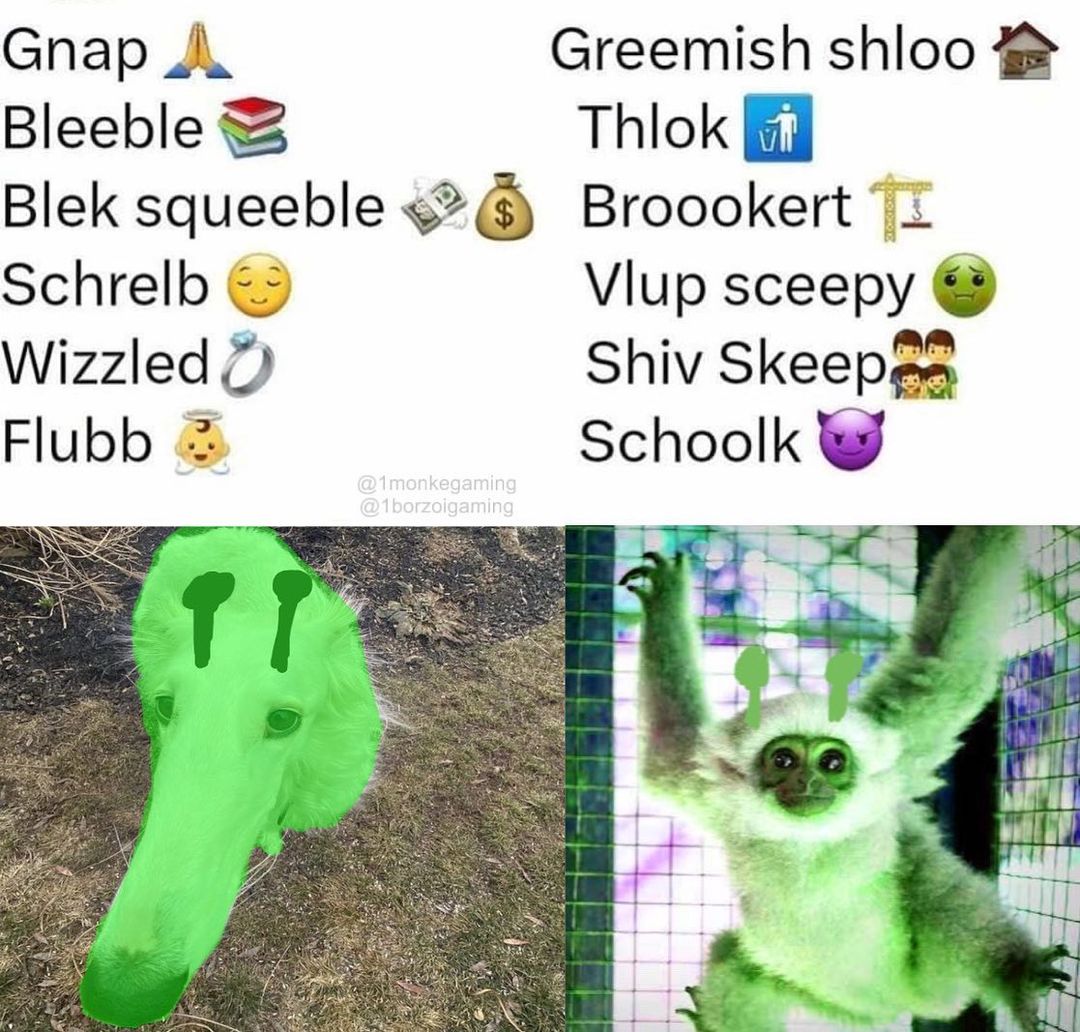 Gnap 🙏
Bleeble 📚
Blek squeeble 💸💰
Schrelb 😌
Wizzled 💍
Flubb 👼
Greemish shloo 🏚️
Thlok 🚮
Broookert 🏗️
Vlup sceepy 🤢
Shiv Skeep👨‍👨‍👦‍👦
Schoolk 😈
@1monkegaming
@1borzoigaming